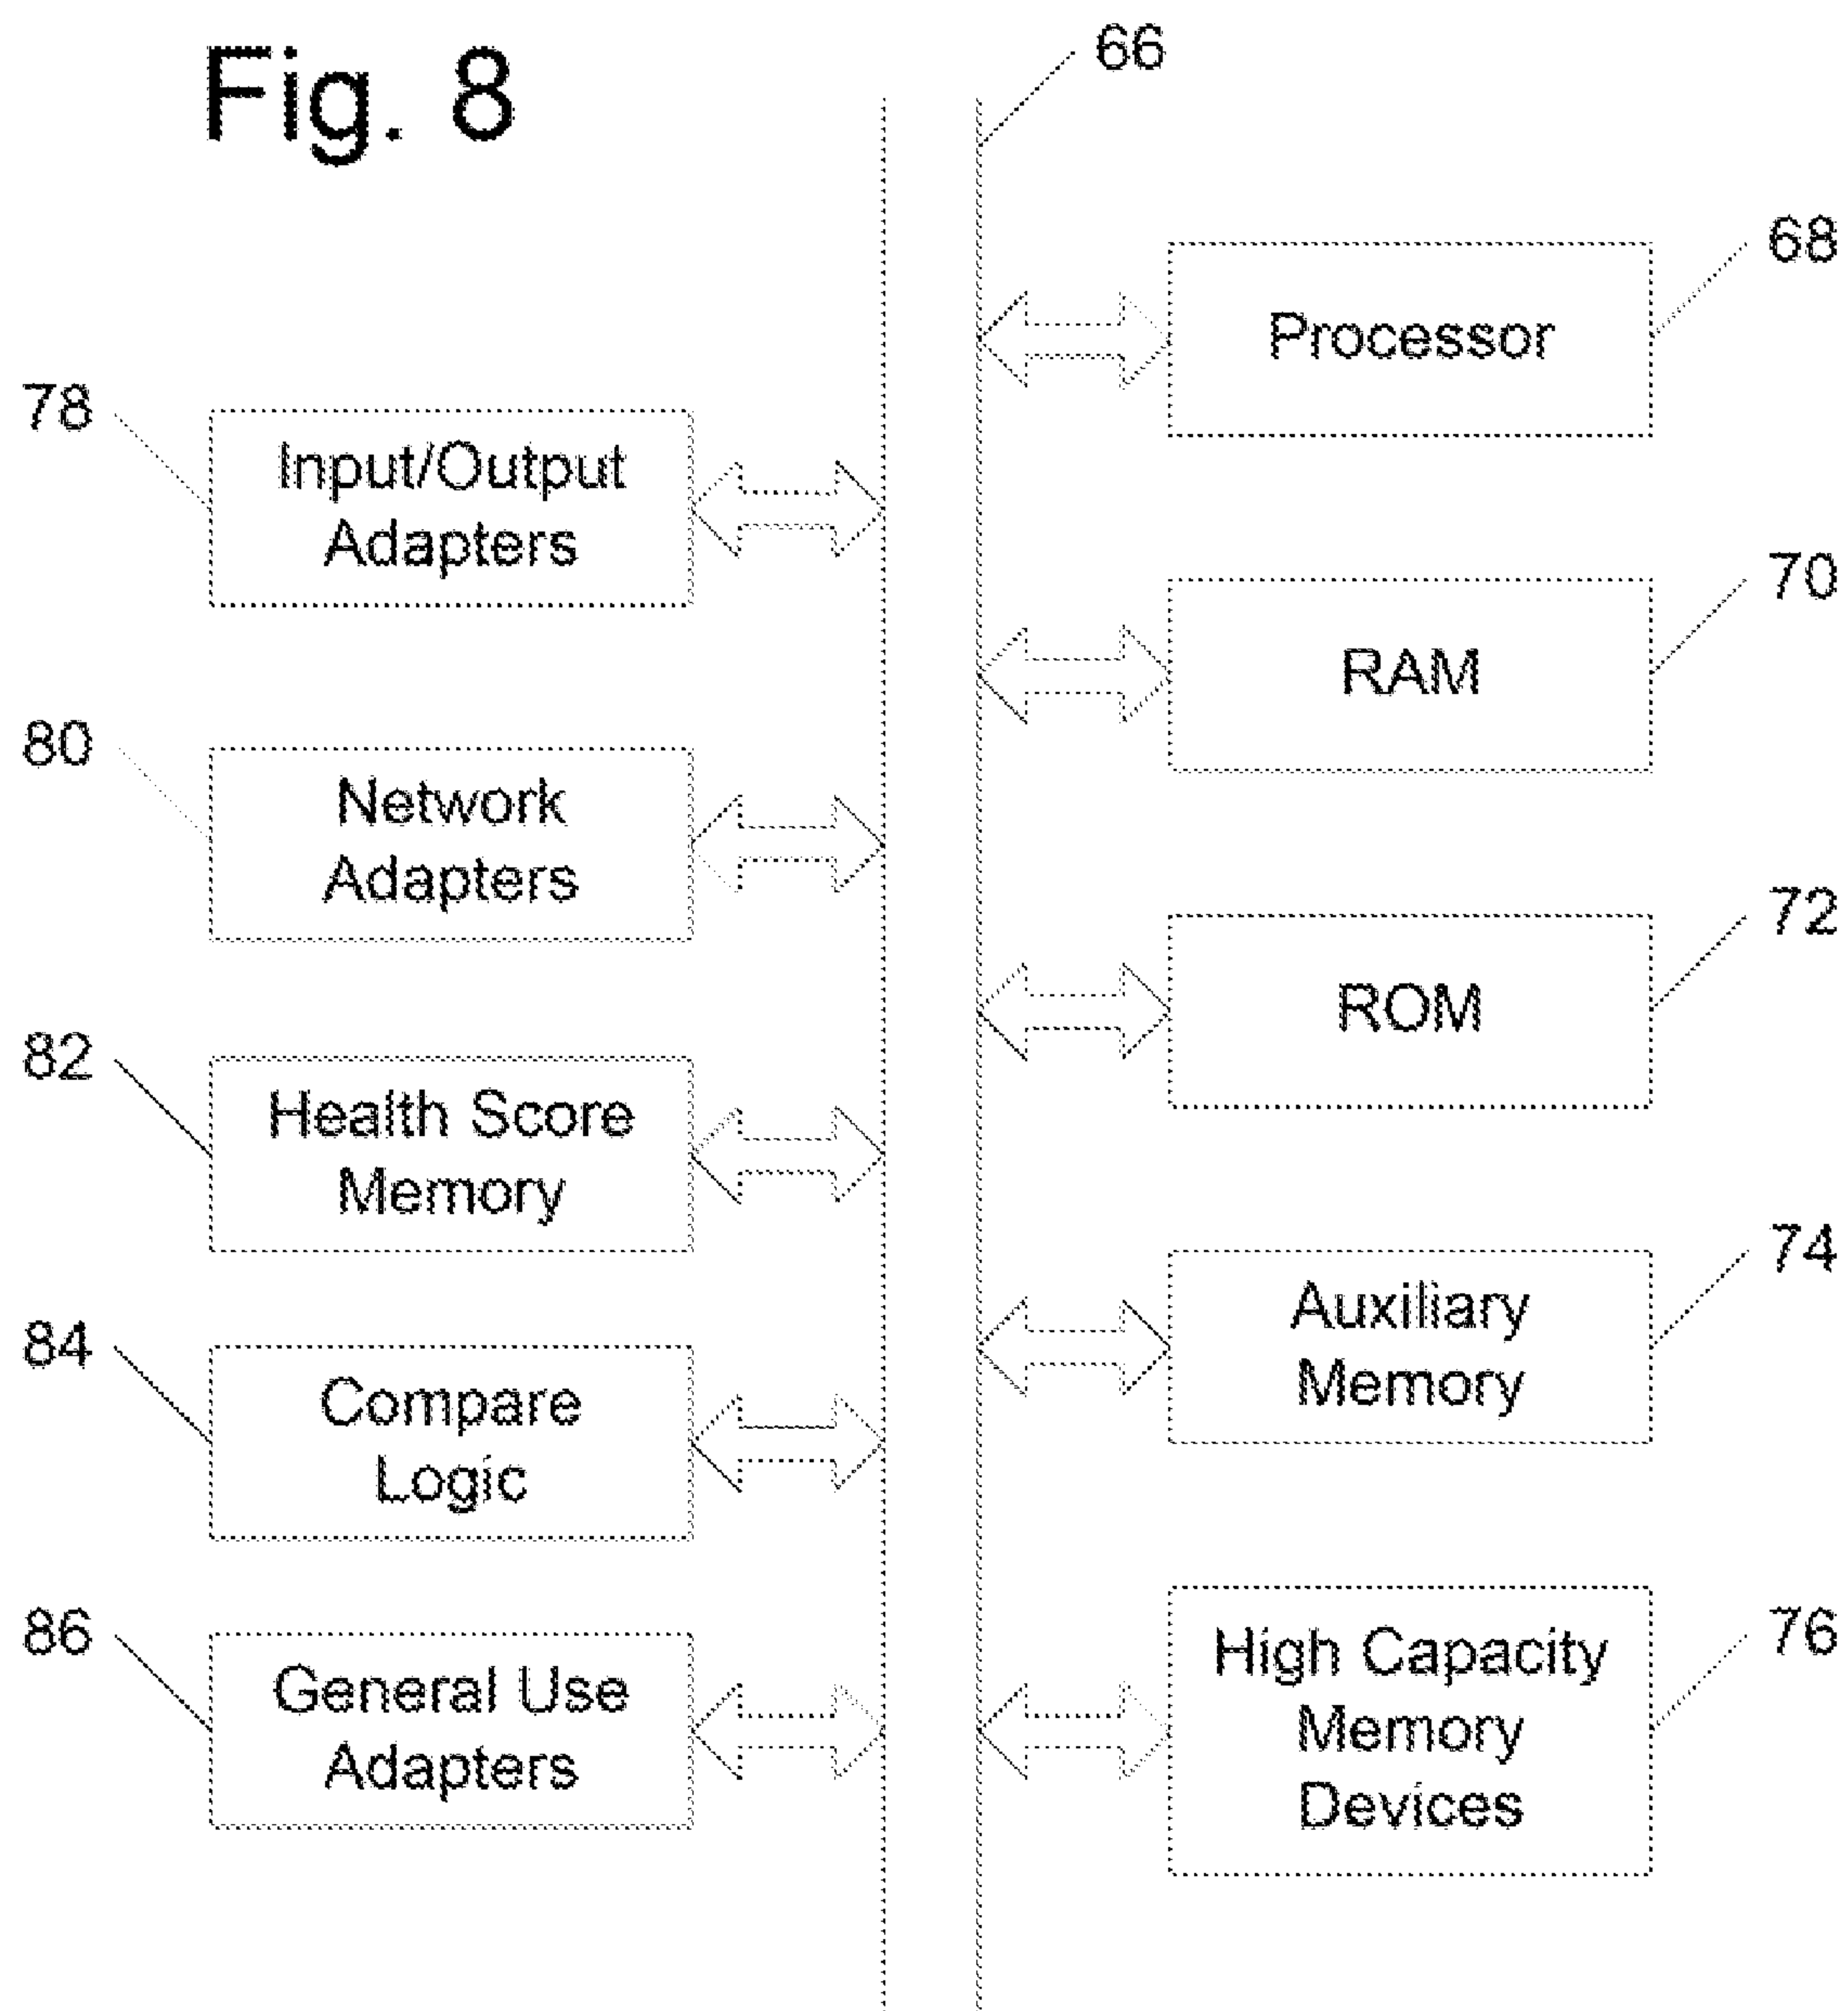 Fig. 8
66
68
Processor
78
Input/Output
Adapters
70
RAM
80
Network
Adapters
72
ROM
82
Health Score
Memory
74
Auxiliary
Memory
84
Compare
Logic
76
High Capacity
Memory
Devices
86
General Use
Adapters